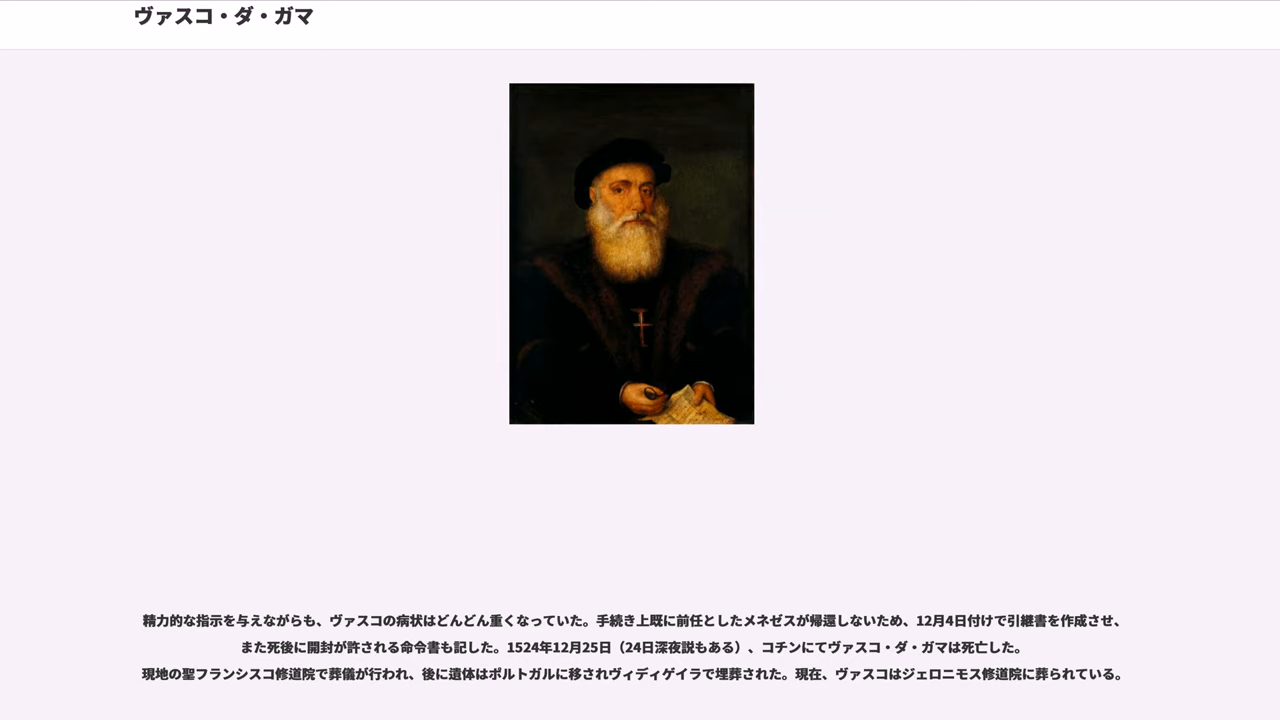 ヴァスコ・ダ・ガマ
精力的な指示を与えながらも、ヴァスコの病状はどんどん重くなっていた。手続き上既に前任としたメネゼスが帰還しないため、12月4日付けで引継書を作成させ、
また死後に開封が許される命令書も記した。1524年12月25日（24日深夜説もある）、コチンにてヴァスコ・ダ・ガマは死亡した。
現地の聖フランシスコ修道院で葬儀が行われ、後に遺体はポルトガルに移されヴィディゲイラで埋葬された。現在、ヴァスコはジェロニモス修道院に葬られている。